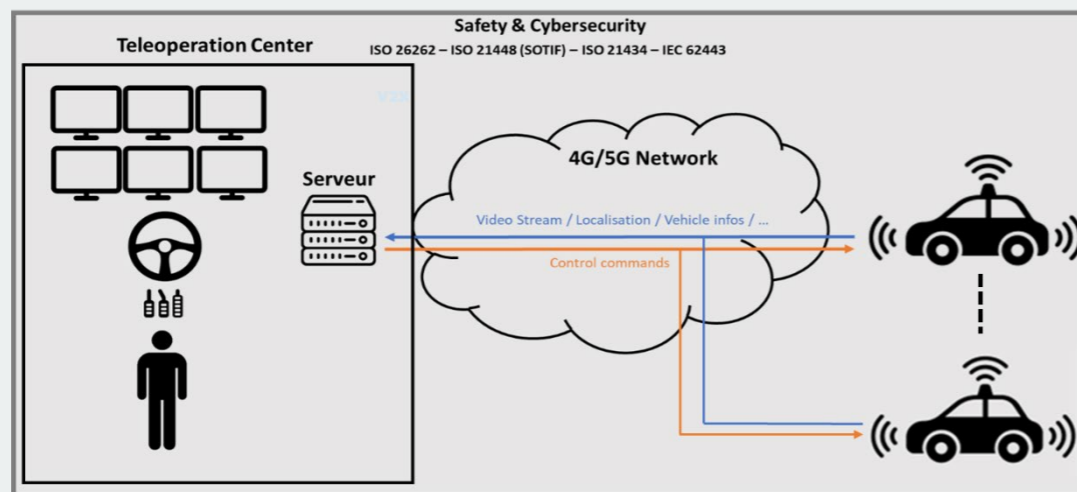 Safety & Cybersecurity
Teleoperation Center
ISO 26262 – ISO 21448 (SOTIF) – ISO 21434 – IEC 62443
V2X
4G/5G Network
Serveur
Video Stream / Localisation / Vehicle infos / ...
Control commands